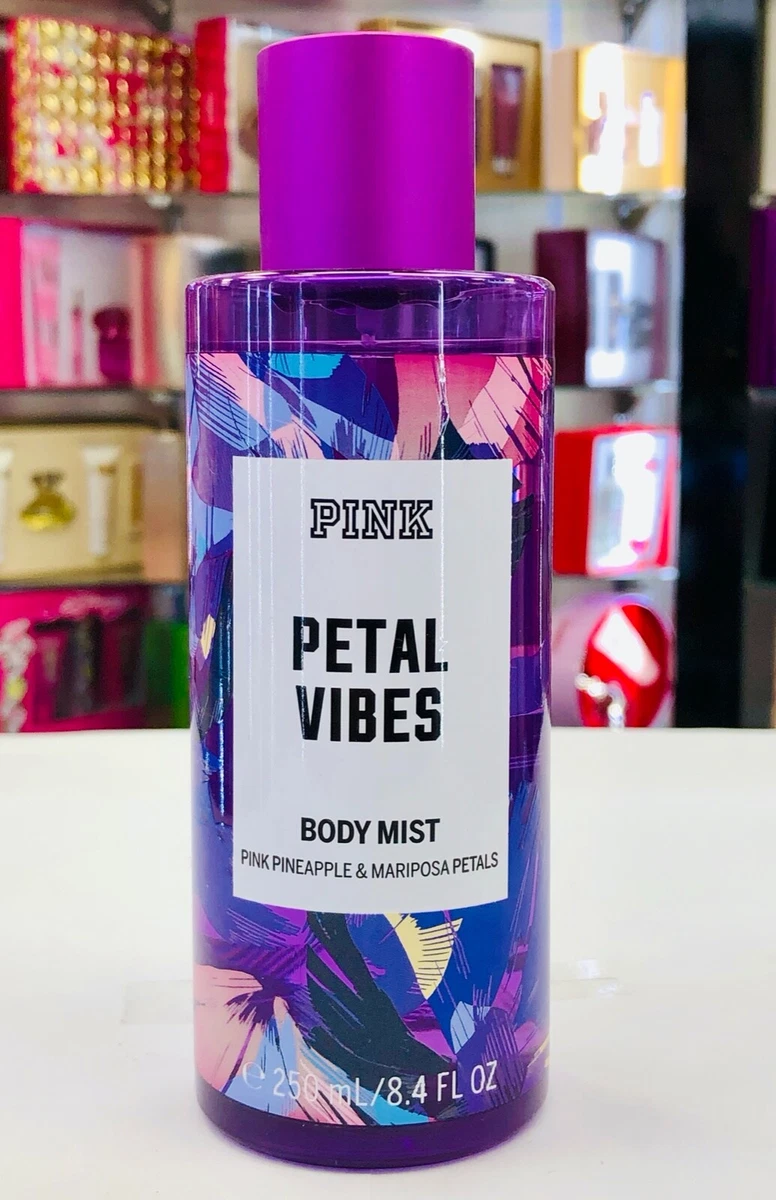 PINK
PETAL
VIBES
BODY MIST
PINK PINEAPPLE & MARIPOSA PETALS
℮ 250 mL/8.4 FL OZ